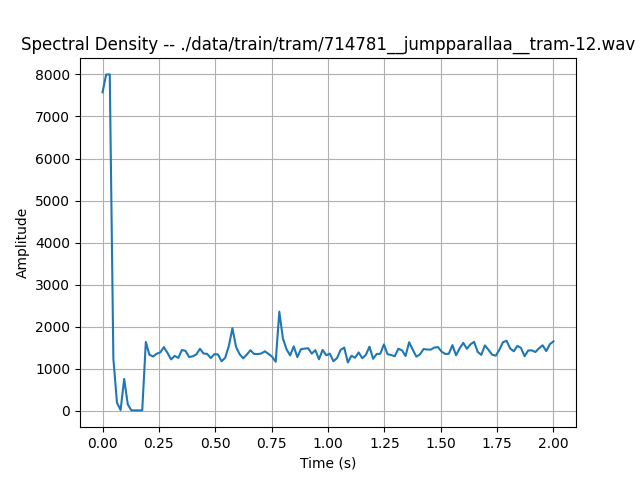 Spectral Density -- ./data/train/tram/714781__jumpparallaa__tram-12.wav
8000
7000
6000
5000
4000
3000
2000
1000
0
Amplitude
0.00 0.25 0.50 0.75 1.00 1.25 1.50 1.75 2.00
Time (s)